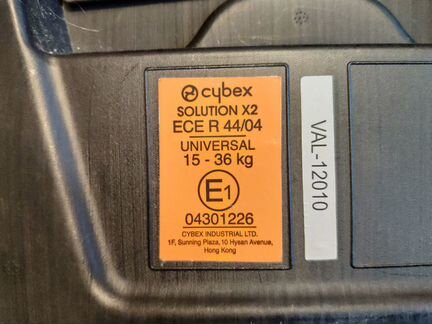 cybex
SOLUTION X2
ECE R 44/04
UNIVERSAL
15 - 36 kg
E1
04301226
CYBEX INDUSTRIAL LTD.
1F, Sunning Plaza, 10 Hysan Avenue,
Hong Kong
VAL-12010